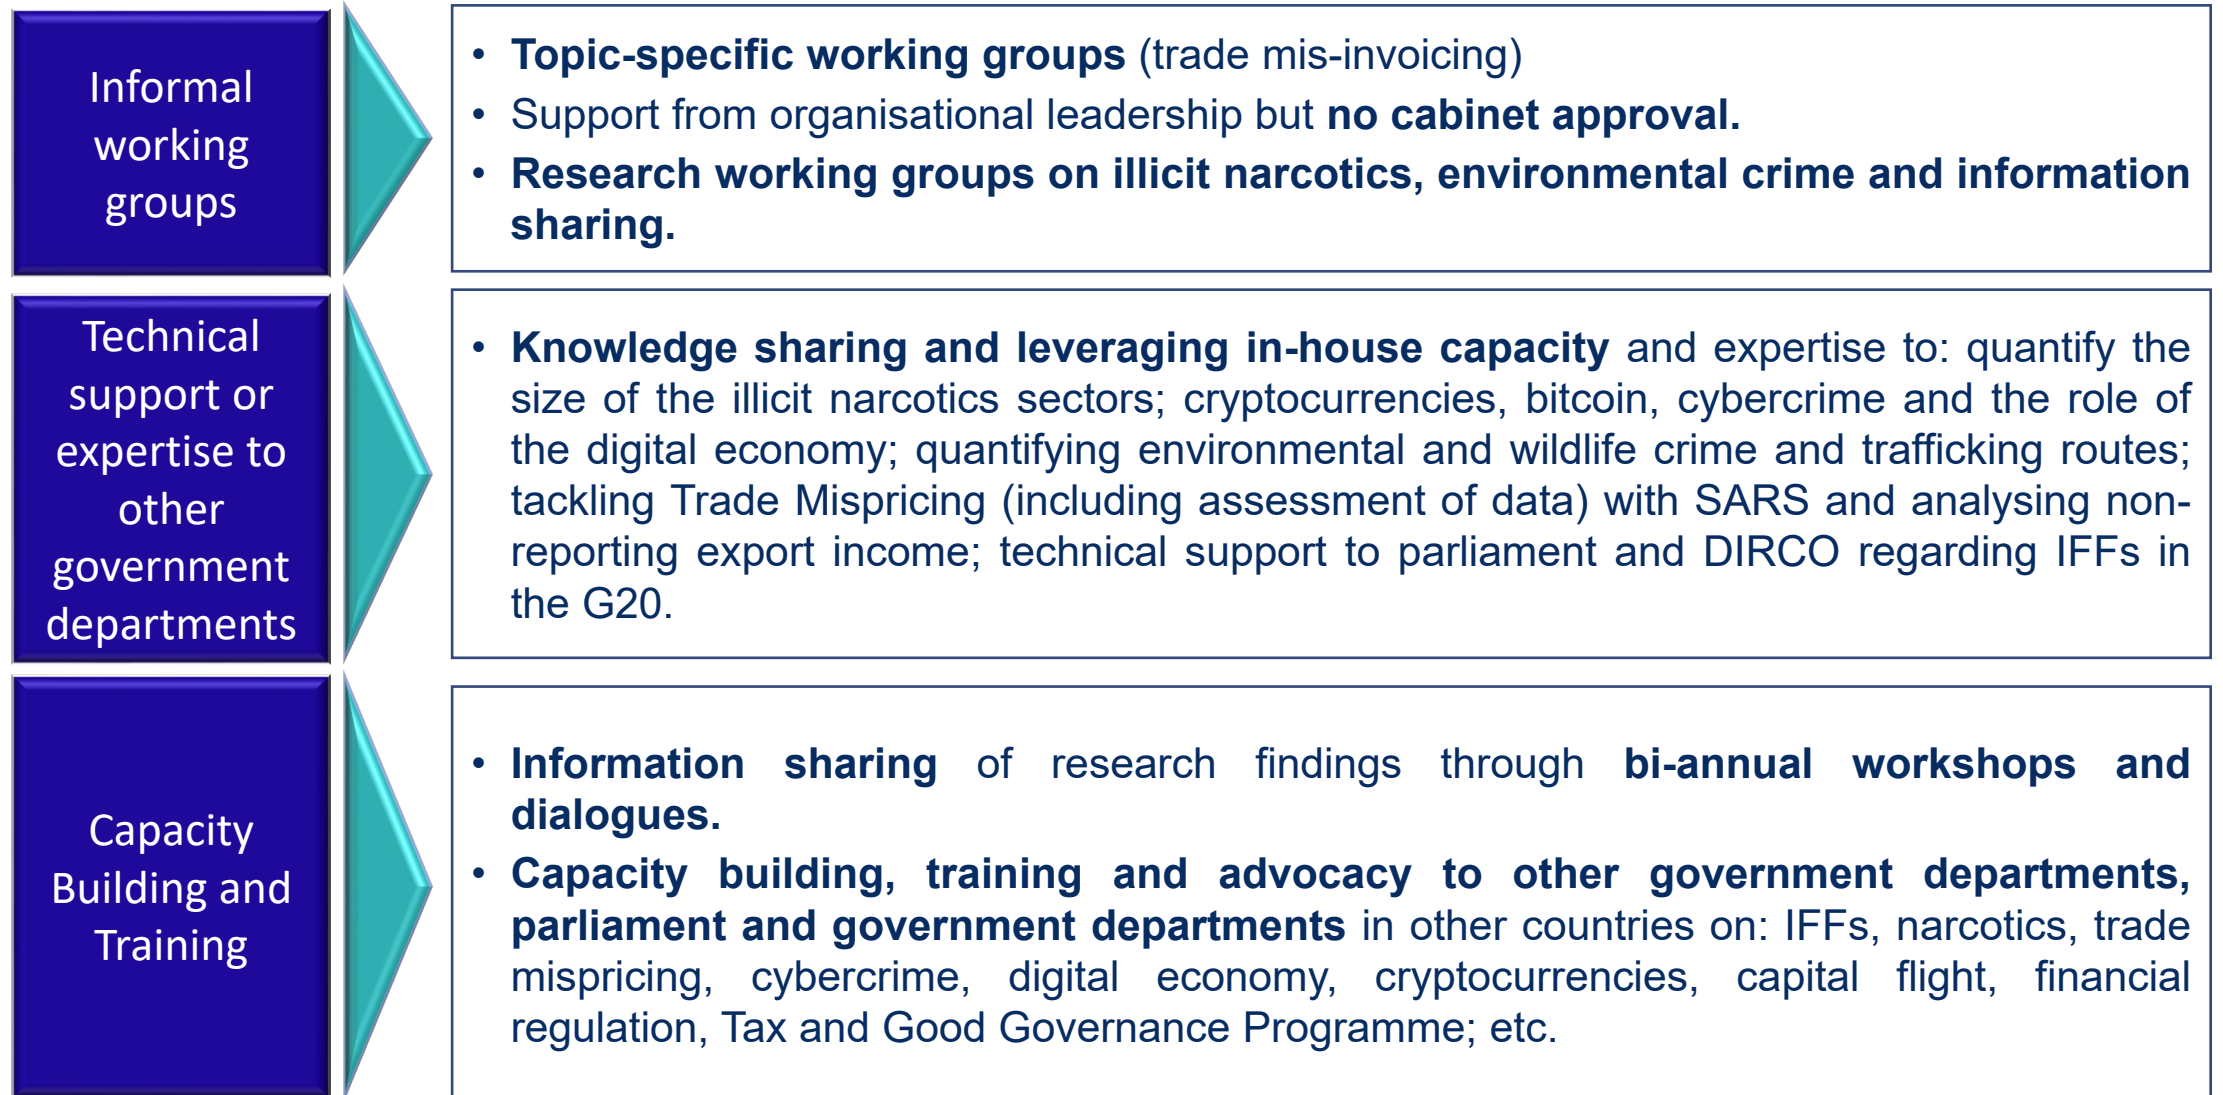 Informal
working
groups
• Topic-specific working groups (trade mis-invoicing)
• Support from organisational leadership but no cabinet approval.
• Research working groups on illicit narcotics, environmental crime and information
sharing.
Technical
support or
expertise to
other
government
departments
• Knowledge sharing and leveraging in-house capacity and expertise to: quantify the
size of the illicit narcotics sectors; cryptocurrencies, bitcoin, cybercrime and the role of
the digital economy; quantifying environmental and wildlife crime and trafficking routes;
tackling Trade Mispricing (including assessment of data) with SARS and analysing non-
reporting export income; technical support to parliament and DIRCO regarding IFFs in
the G20.
Capacity
Building and
Training
• Information sharing of research findings through bi-annual workshops and
dialogues.
• Capacity building, training and advocacy to other government departments,
parliament and government departments in other countries on: IFFs, narcotics, trade
mispricing, cybercrime, digital economy, cryptocurrencies, capital flight, financial
regulation, Tax and Good Governance Programme; etc.